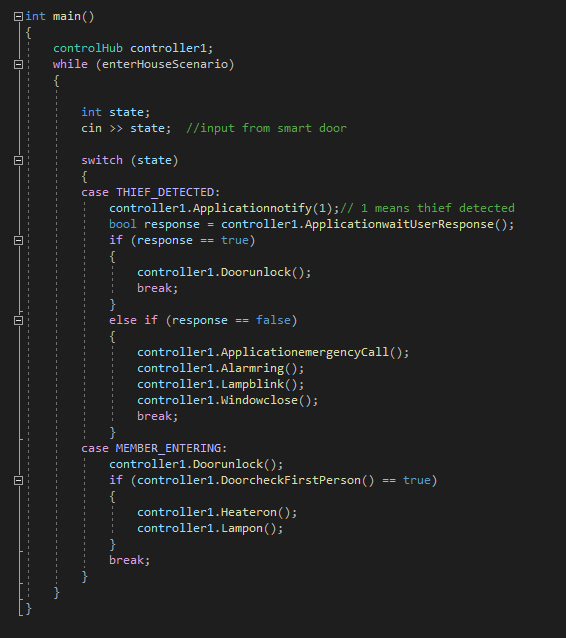 int main()
{
    controlHub controller1;
    while (enterHouseScenario)
    {

        int state;
        cin >> state;  //input from smart door

        switch (state)
        {
        case THIEF_DETECTED:
            controller1.Applicationnotify(1);// 1 means thief detected
            bool response = controller1.ApplicationwaitUserResponse();
            if (response == true)
            {
                controller1.Doorunlock();
                break;
            }
            else if (response == false)
            {
                controller1.ApplicationemergencyCall();
                controller1.Alarmring();
                controller1.Lampblink();
                controller1.Windowclose();
                break;
            }
        case MEMBER_ENTERING:
            controller1.Doorunlock();
            if (controller1.DoorcheckFirstPerson() == true)
            {
                controller1.Heateron();
                controller1.Lampon();
            }
            break;
        }
    }
}